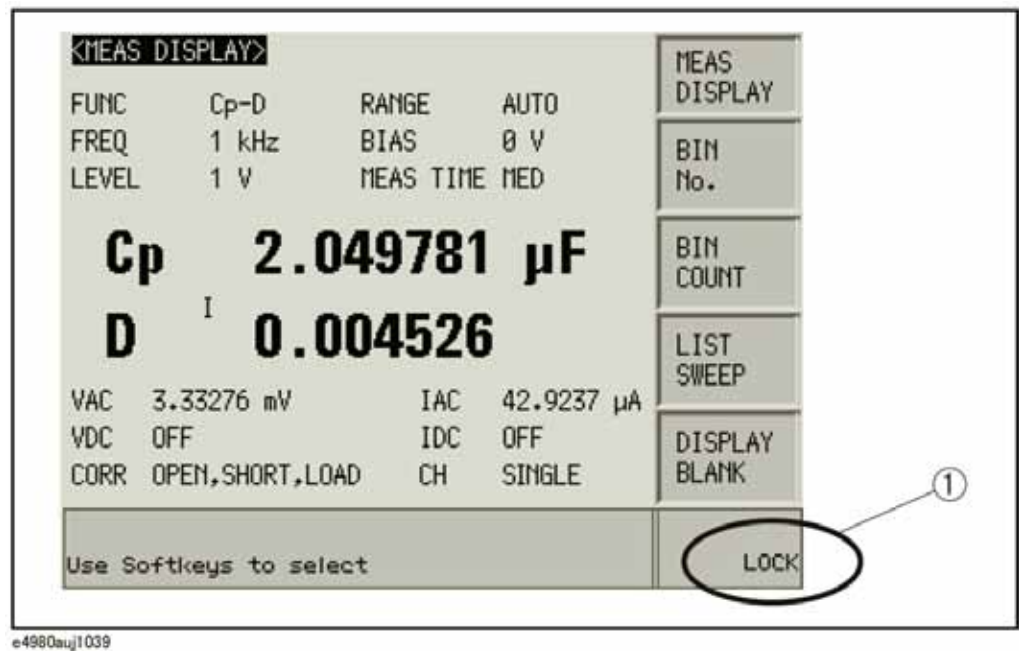 <MEAS DISPLAY>
FUNC Cp-D RANGE AUTO
FREQ 1 kHz BIAS 0 V
LEVEL 1 V MEAS TIME MED
Cp 2.049781 µF
D 0.004526
VAC 3.33276 mV IAC 42.9237 µA
VDC OFF IDC OFF
CORR OPEN,SHORT,LOAD CH SINGLE
Use Softkeys to select
MEAS
DISPLAY
BIN
No.
BIN
COUNT
LIST
SWEEP
DISPLAY
BLANK
LOCK
①
e4980auj1039